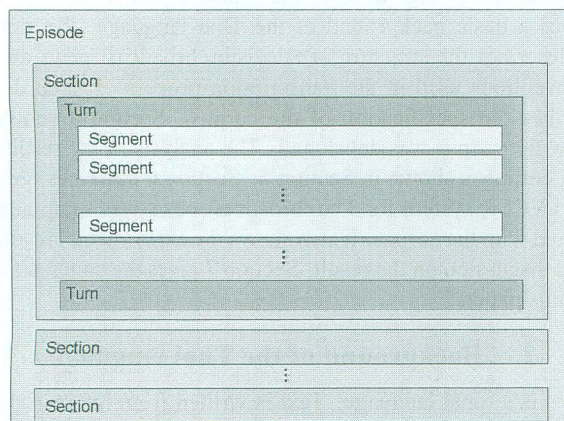 Episode
Section
Turn
Segment
Segment
⋮
Segment
⋮
Turn
Section
⋮
Section